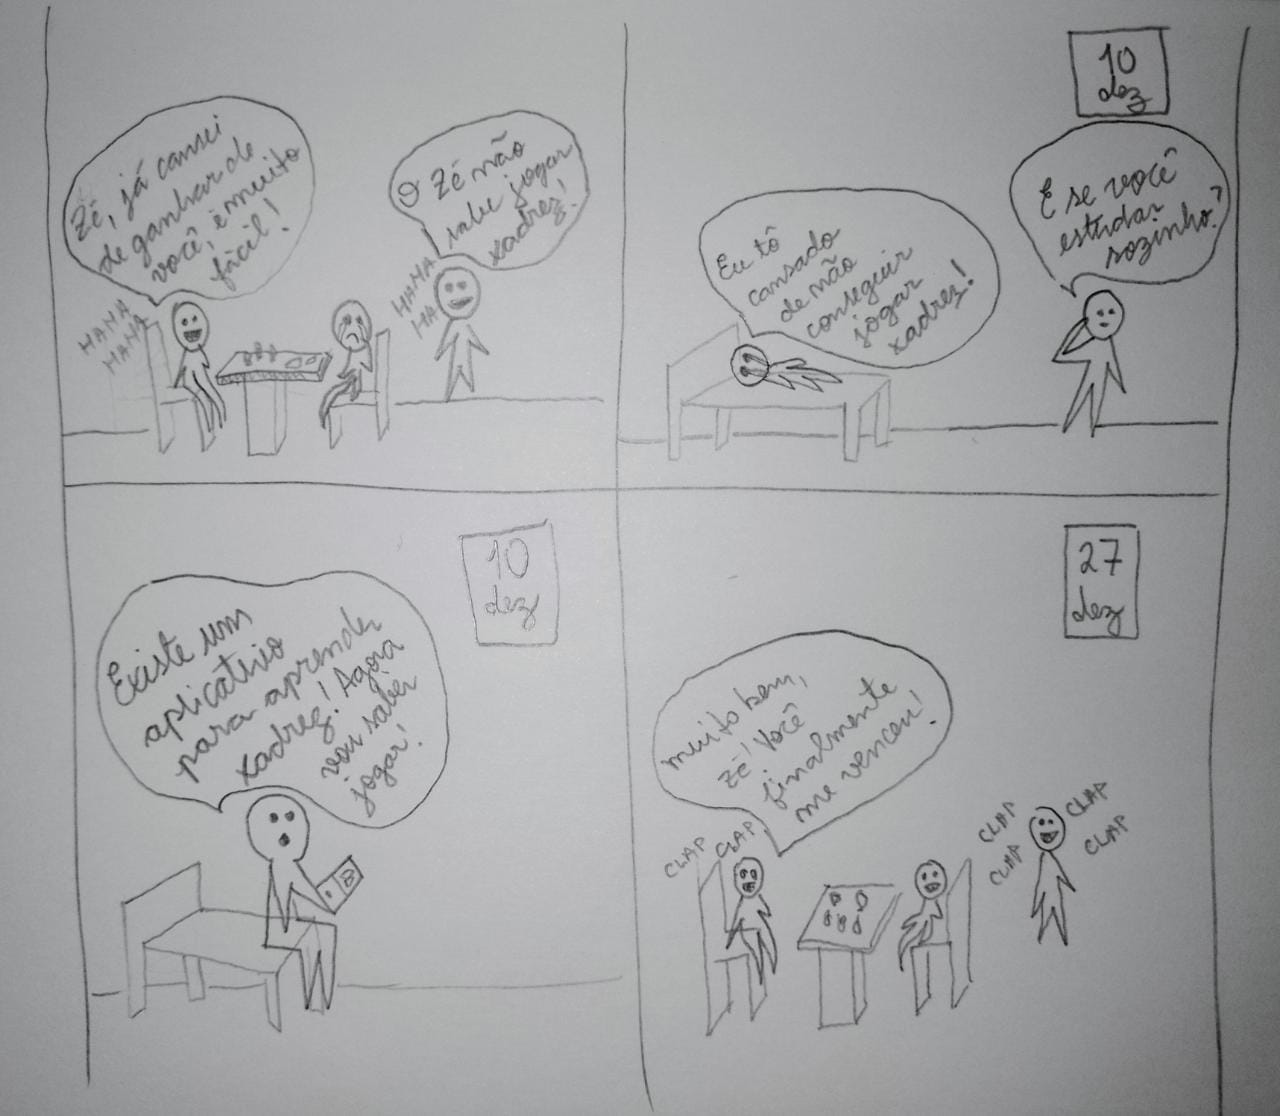 Zé, já cansei
de ganhar de
você, é muito
fácil!
HAHA
HAHA
O Zé não
sabe jogar
xadrez!
HAHA
HA
10
dez
Eu tô
cansado
de não
conseguir
jogar
xadrez!
E se você
estudar
sozinho?
10
dez
Existe um
aplicativo
para aprender
xadrez! Agora
vou saber
jogar!
27
dez
muito bem,
Zé! Você
finalmente
me venceu!
CLAP CLAP
CLAP CLAP
CLAP CLAP